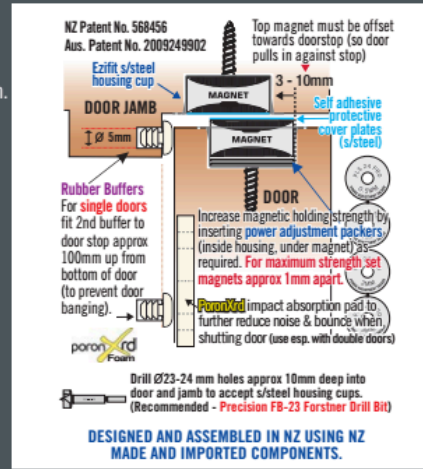 n.
NZ Patent No. 568456
Aus. Patent No. 2009249902
Top magnet must be offset
towards doorstop (so door
pulls in against stop)
Ezifit s/steel
housing cup
3 - 10mm
MAGNET
DOOR JAMB
Self adhesive
protective
cover plates
(s/steel)
Ø 5mm
MAGNET
Rubber Buffers
For single doors
fit 2nd buffer to
door stop approx
100mm up from
bottom of door
(to prevent door
banging).
DOOR
Increase magnetic holding strength by
inserting power adjustment packers
(inside housing, under magnet) as
required. For maximum strength set
magnets approx 1mm apart.
PoronXrd impact absorption pad to
further reduce noise & bounce when
shutting door (use esp. with double doors)
poron Xrd
Foam
Drill Ø23-24 mm holes approx 10mm deep into
door and jamb to accept s/steel housing cups.
(Recommended - Precision FB-23 Forstner Drill Bit)
DESIGNED AND ASSEMBLED IN NZ USING NZ
MADE AND IMPORTED COMPONENTS.